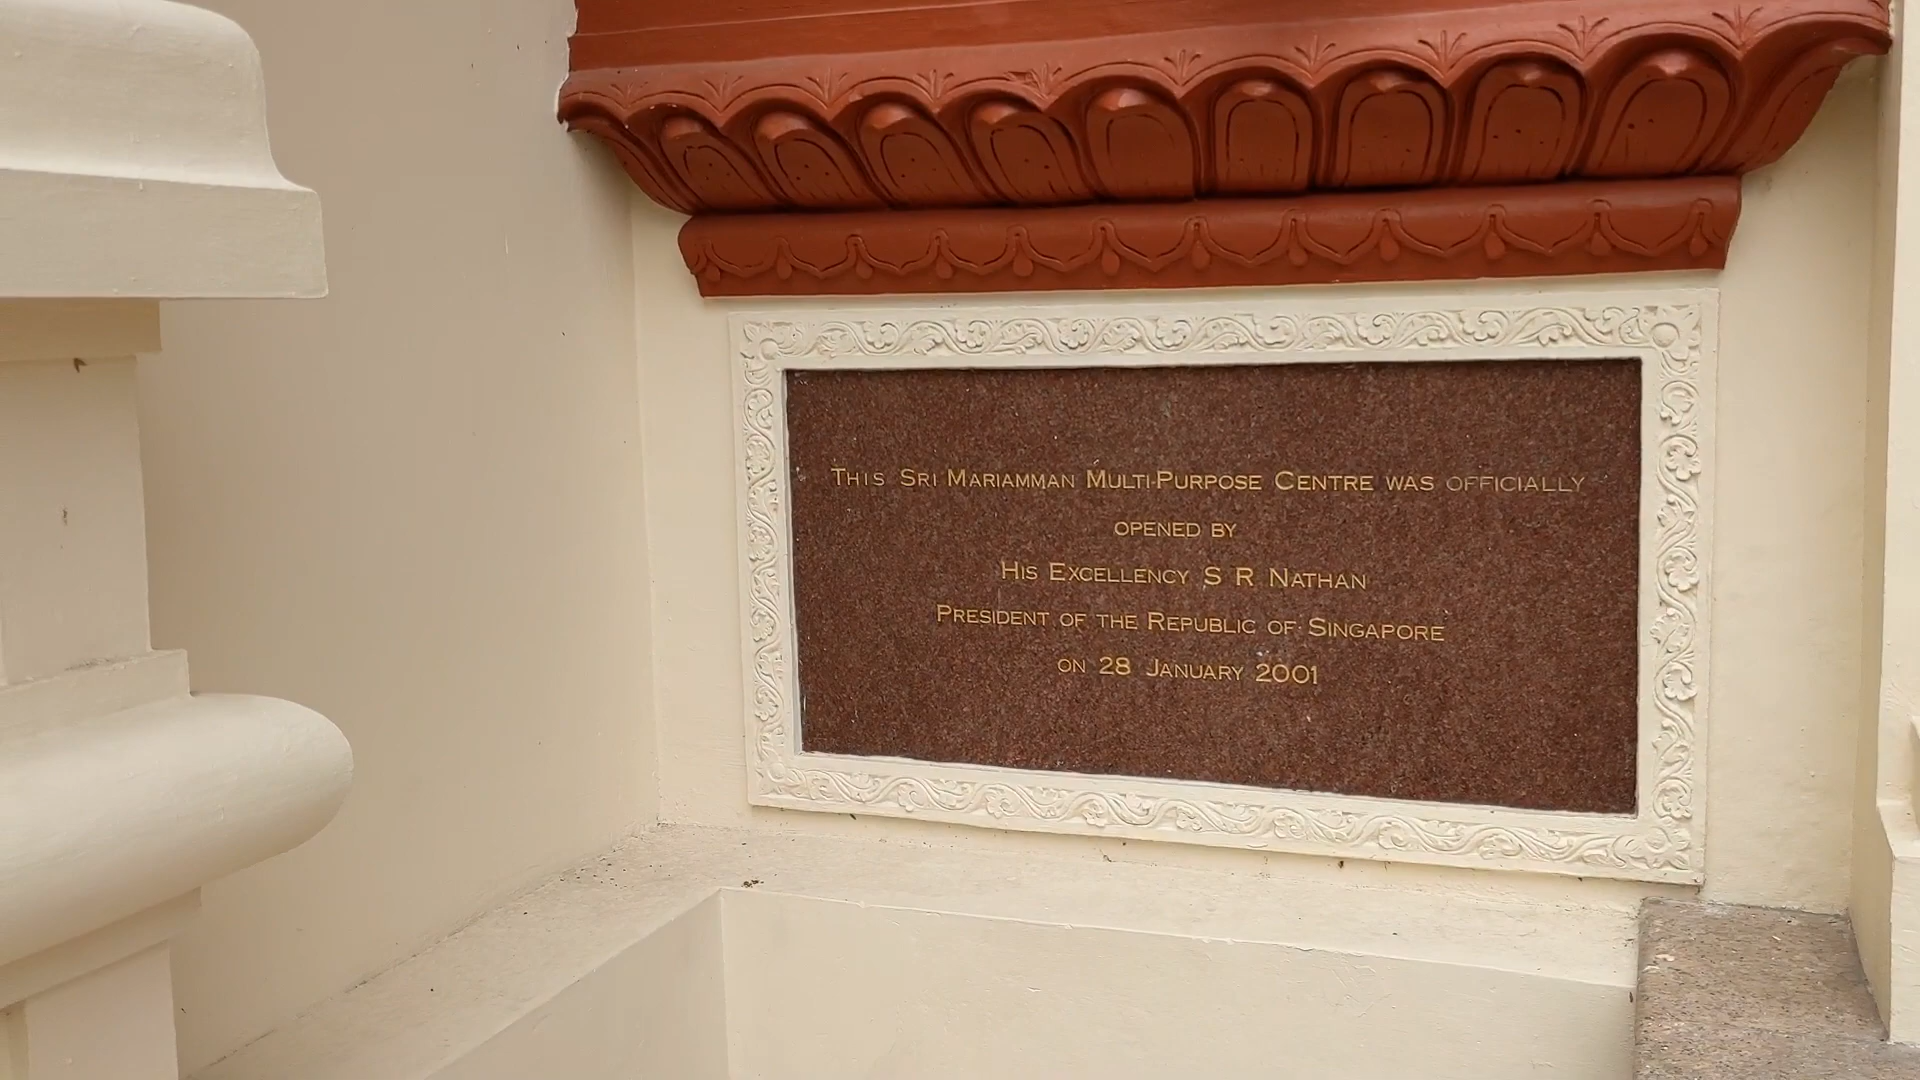 This Sri Mariamman Multi-Purpose Centre was officially
opened by
His Excellency S R Nathan
President of the Republic of Singapore
on 28 January 2001